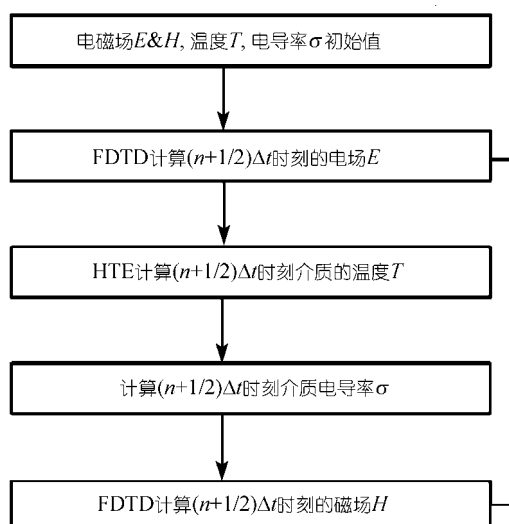 电磁场E&H, 温度T, 电导率σ初始值
FDTD计算(n+1/2)Δt时刻的电场E
HTE计算(n+1/2)Δt时刻介质的温度T
计算(n+1/2)Δt时刻介质电导率σ
FDTD计算(n+1/2)Δt时刻的磁场H